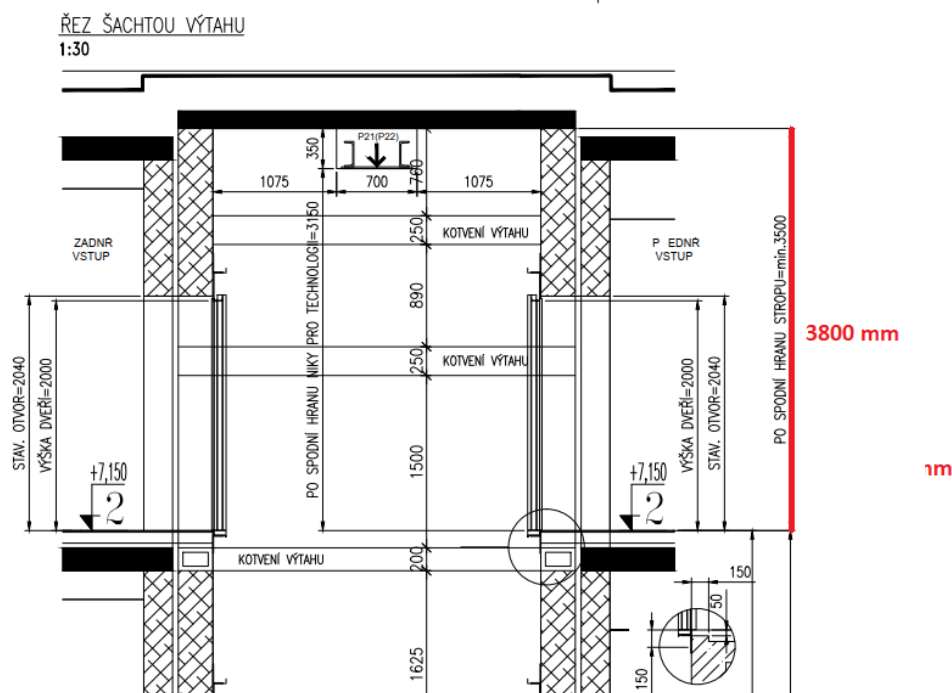 ŘEZ ŠACHTOU VÝTAHU
1:30
P21(P22)
350
760
1075
700
1075
250
KOTVENÍ VÝTAHU
ZADNŘ
VSTUP
P EDNŘ
VSTUP
PO SPODNÍ HRANU NIKY PRO TECHNOLOGII=3150
PO SPODNÍ HRANU STROPU=min.3500
890
3800 mm
250
KOTVENÍ VÝTAHU
STAV. OTVOR=2040
VÝŠKA DVEŘÍ=2000
VÝŠKA DVEŘÍ=2000
STAV. OTVOR=2040
1500
+7,150
2
+7,150
2
mm
KOTVENÍ VÝTAHU
200
150
50
1625
150